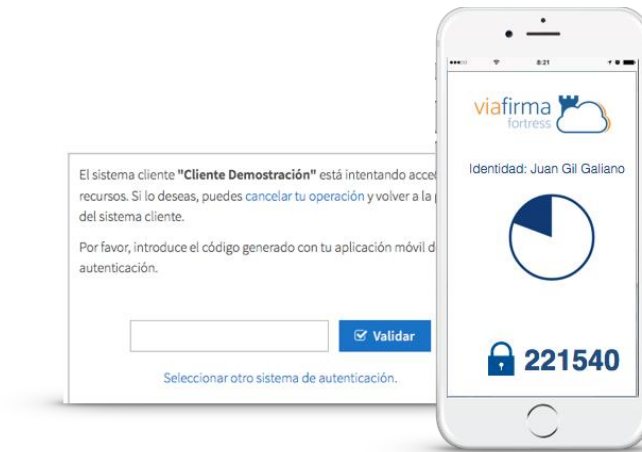 El sistema cliente "Cliente Demostración" está intentando
recursos. Si lo deseas, puedes cancelar tu operación y volver a la
del sistema cliente.
Por favor, introduce el código generado con tu aplicación móvil
autenticación.
Validar
Seleccionar otro sistema de autenticación.
8:21
viafirma
fortress
Identidad: Juan Gil Galiano
221540